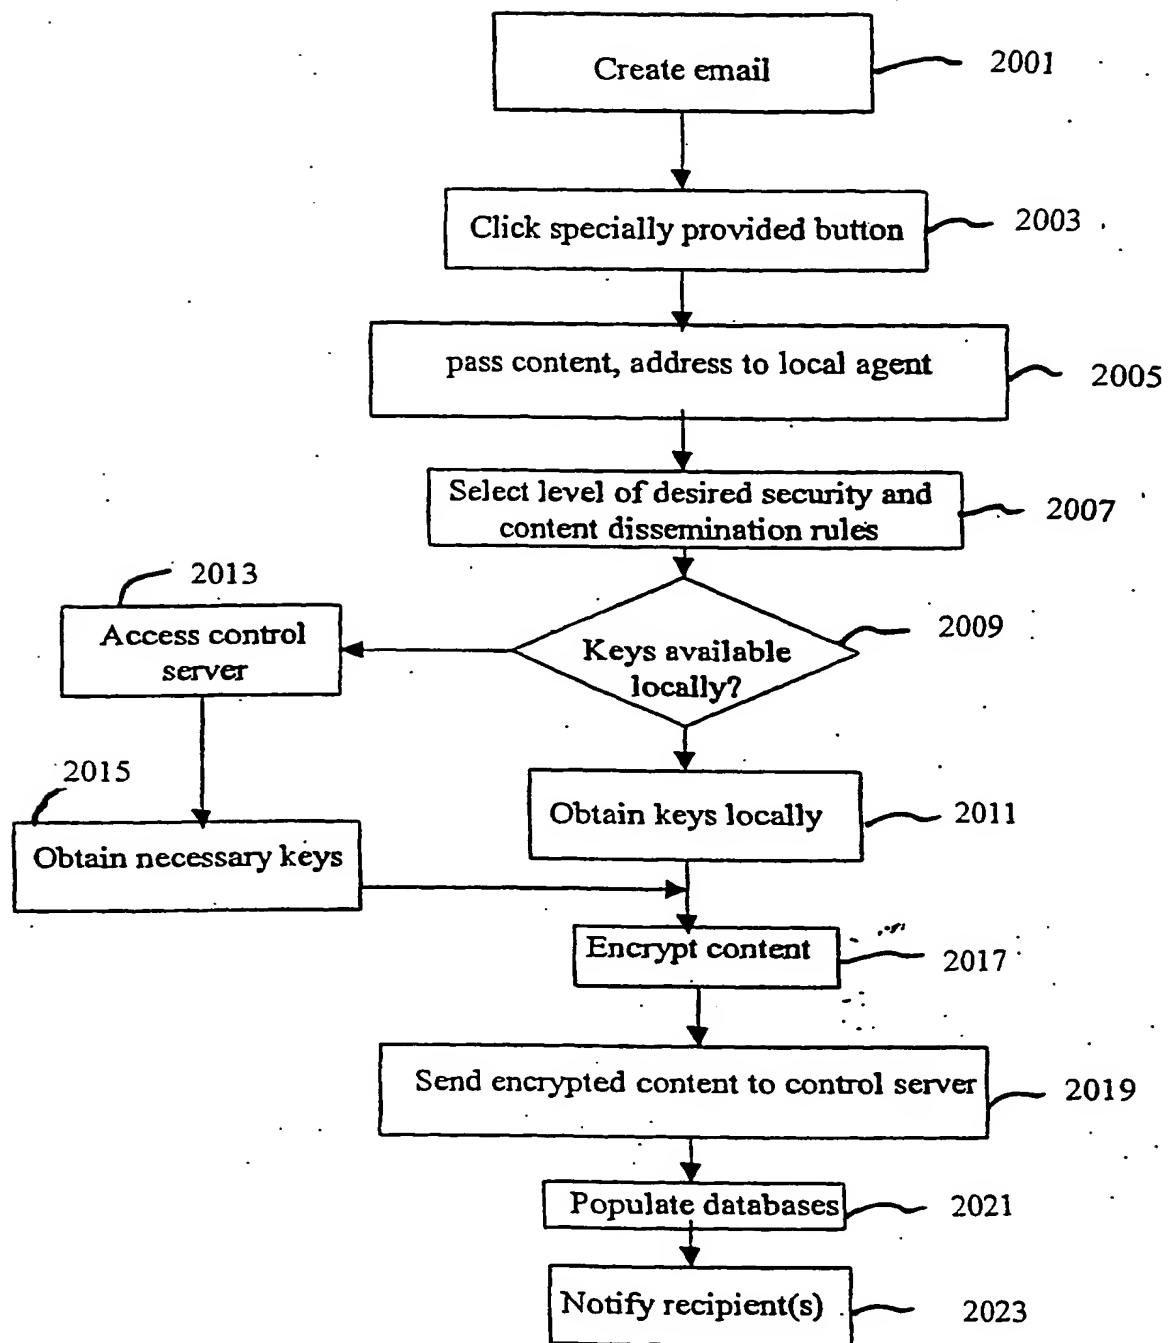 Create email
2001
Click specially provided button
2003
pass content, address to local agent
2005
Select level of desired security and
content dissemination rules
2007
2013
Access control
server
Keys available
locally?
2009
2015
Obtain necessary keys
Obtain keys locally
2011
Encrypt content
2017
Send encrypted content to control server
2019
Populate databases
2021
Notify recipient(s)
2023